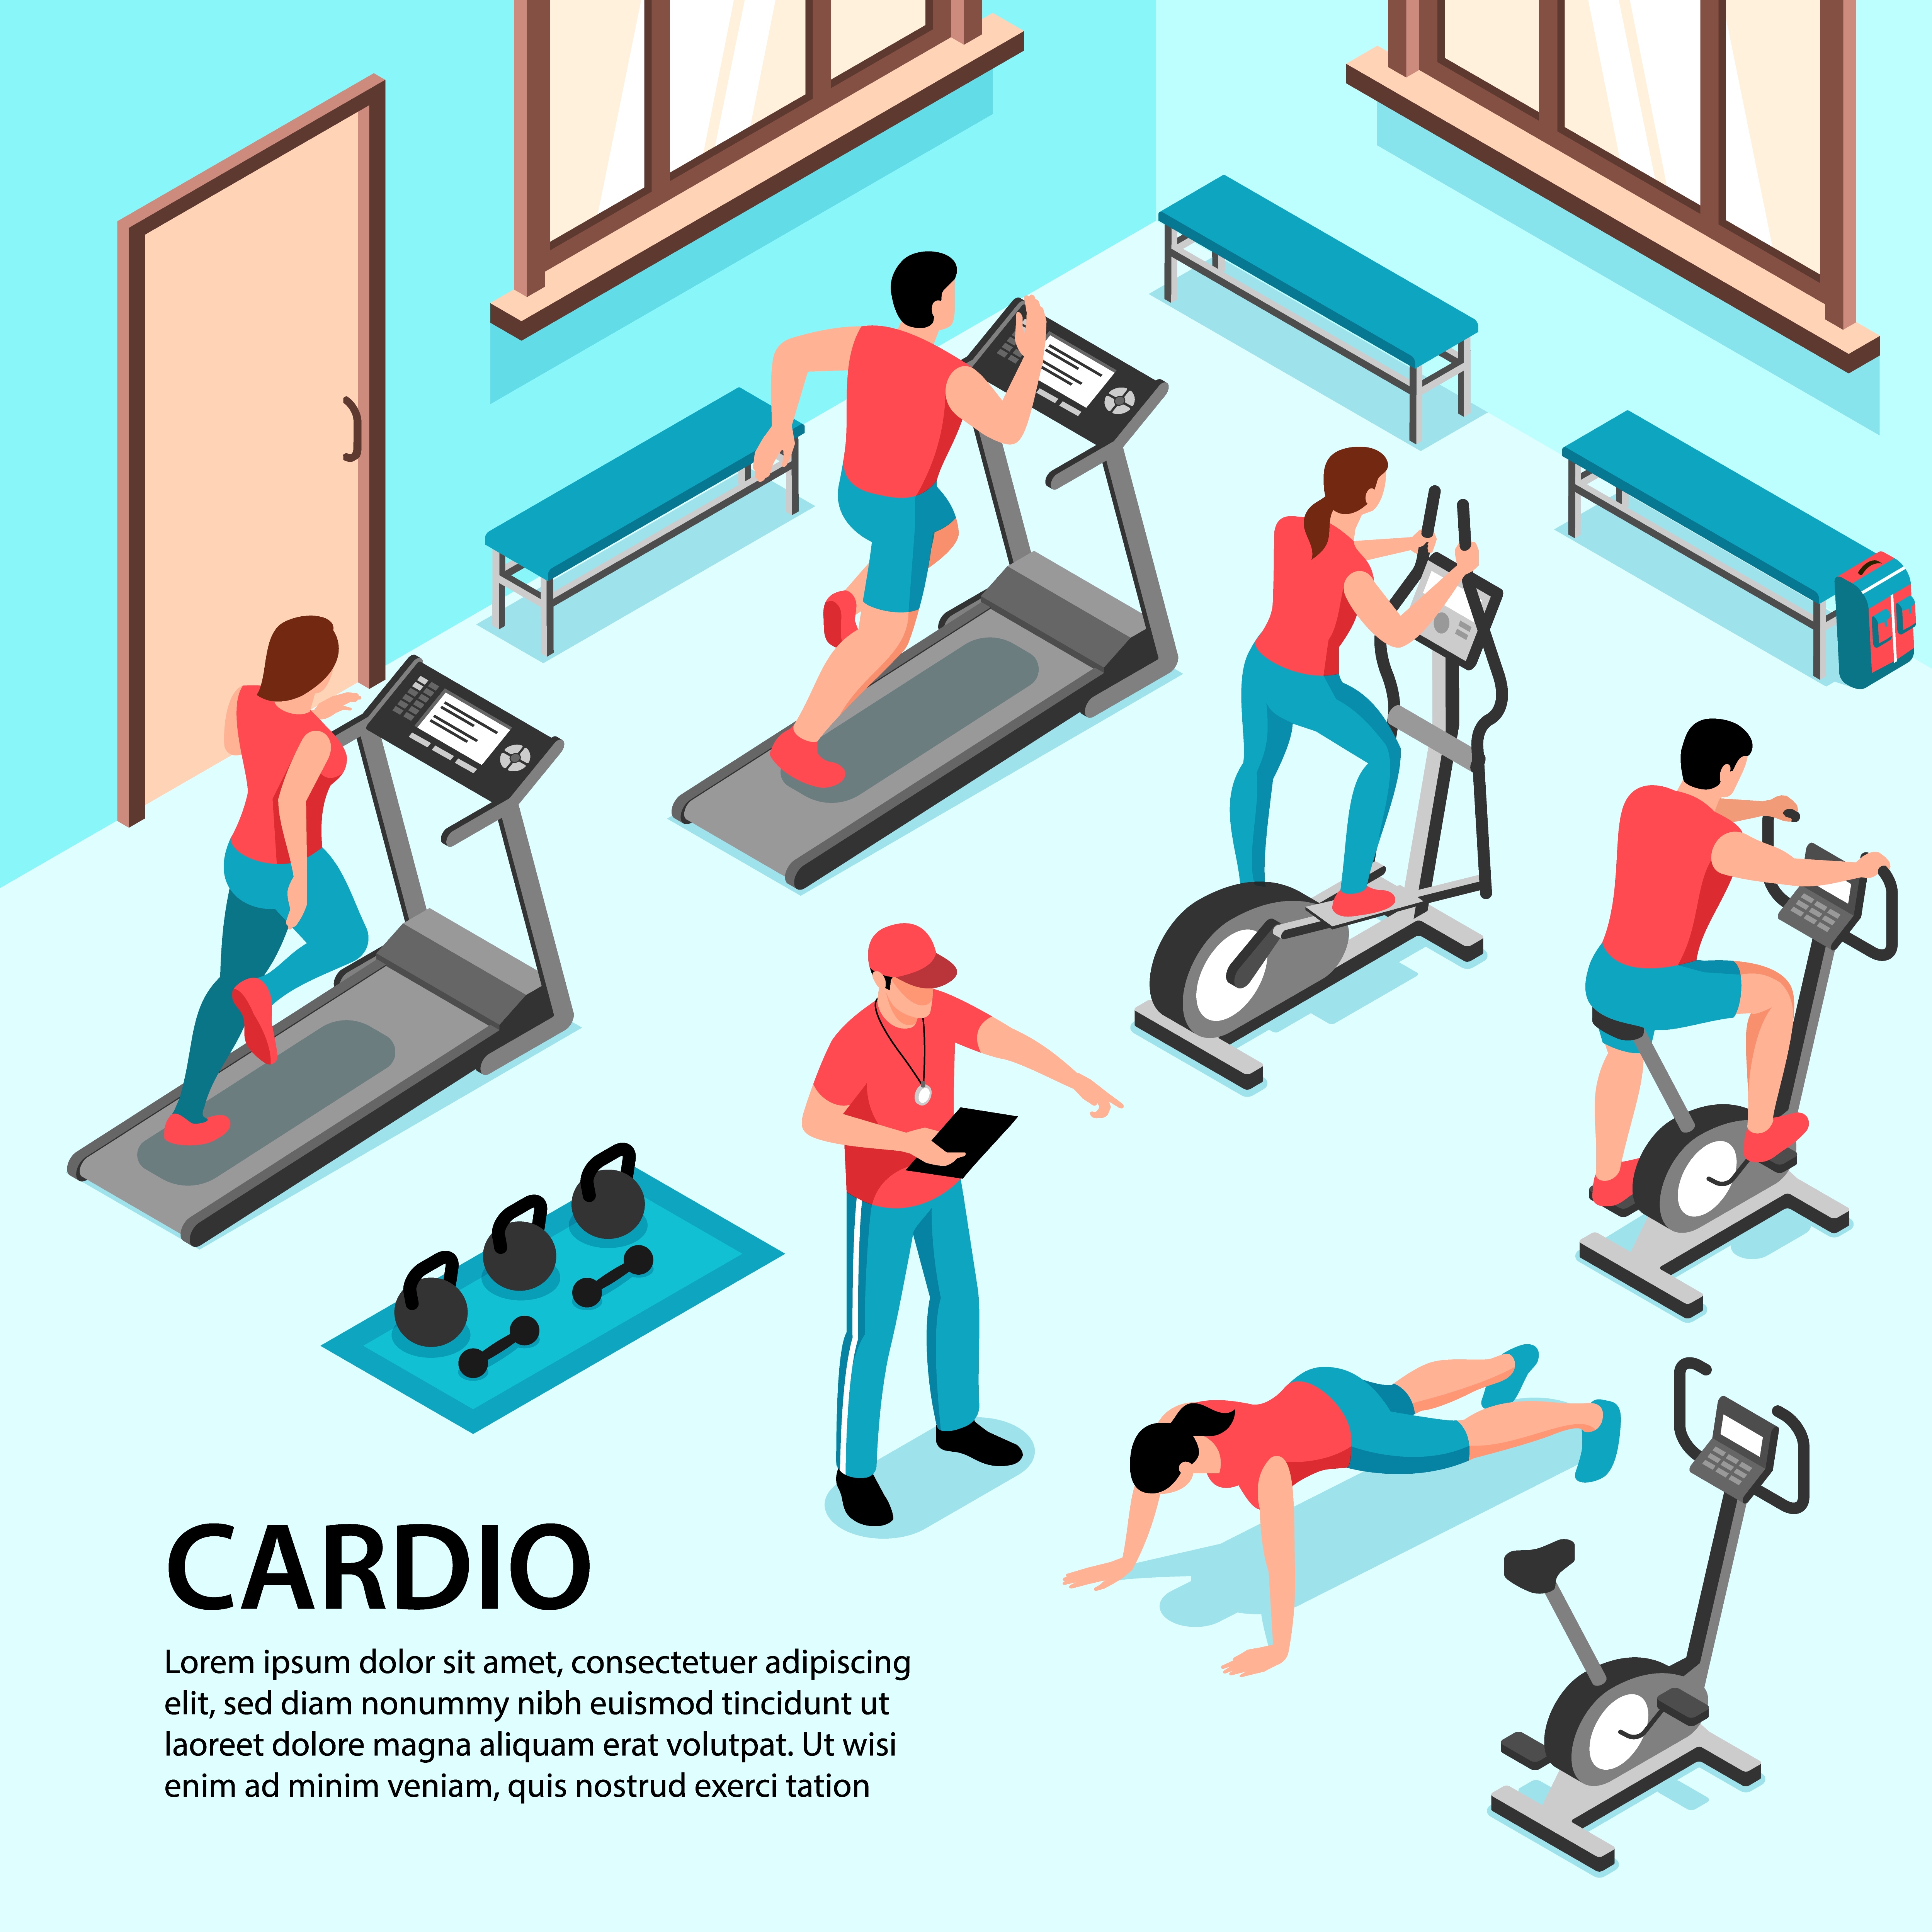 CARDIO
Lorem ipsum dolor sit amet, consectetuer adipiscing
elit, sed diam nonummy nibh euismod tincidunt ut
laoreet dolore magna aliquam erat volutpat. Ut wisi
enim ad minim veniam, quis nostrud exerci tation